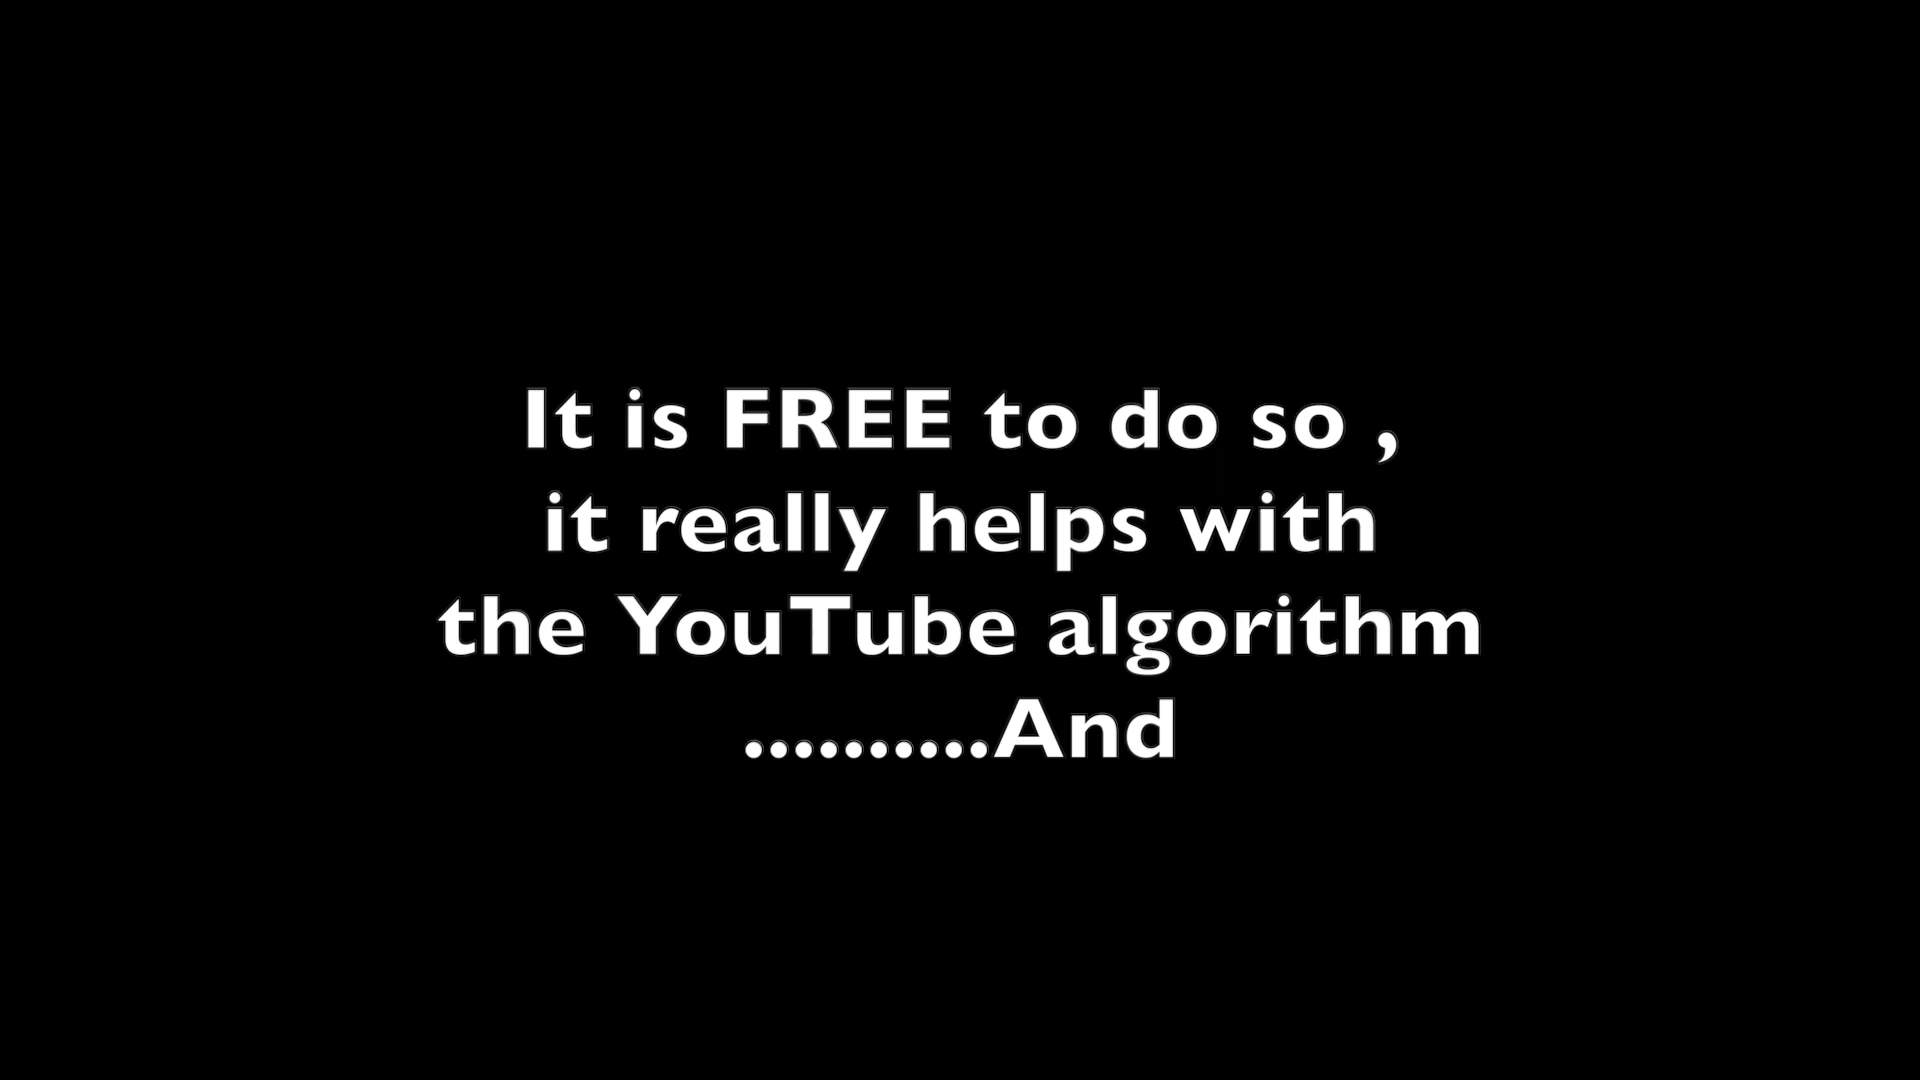 It is FREE to do so ,
it really helps with
the YouTube algorithm
..........And